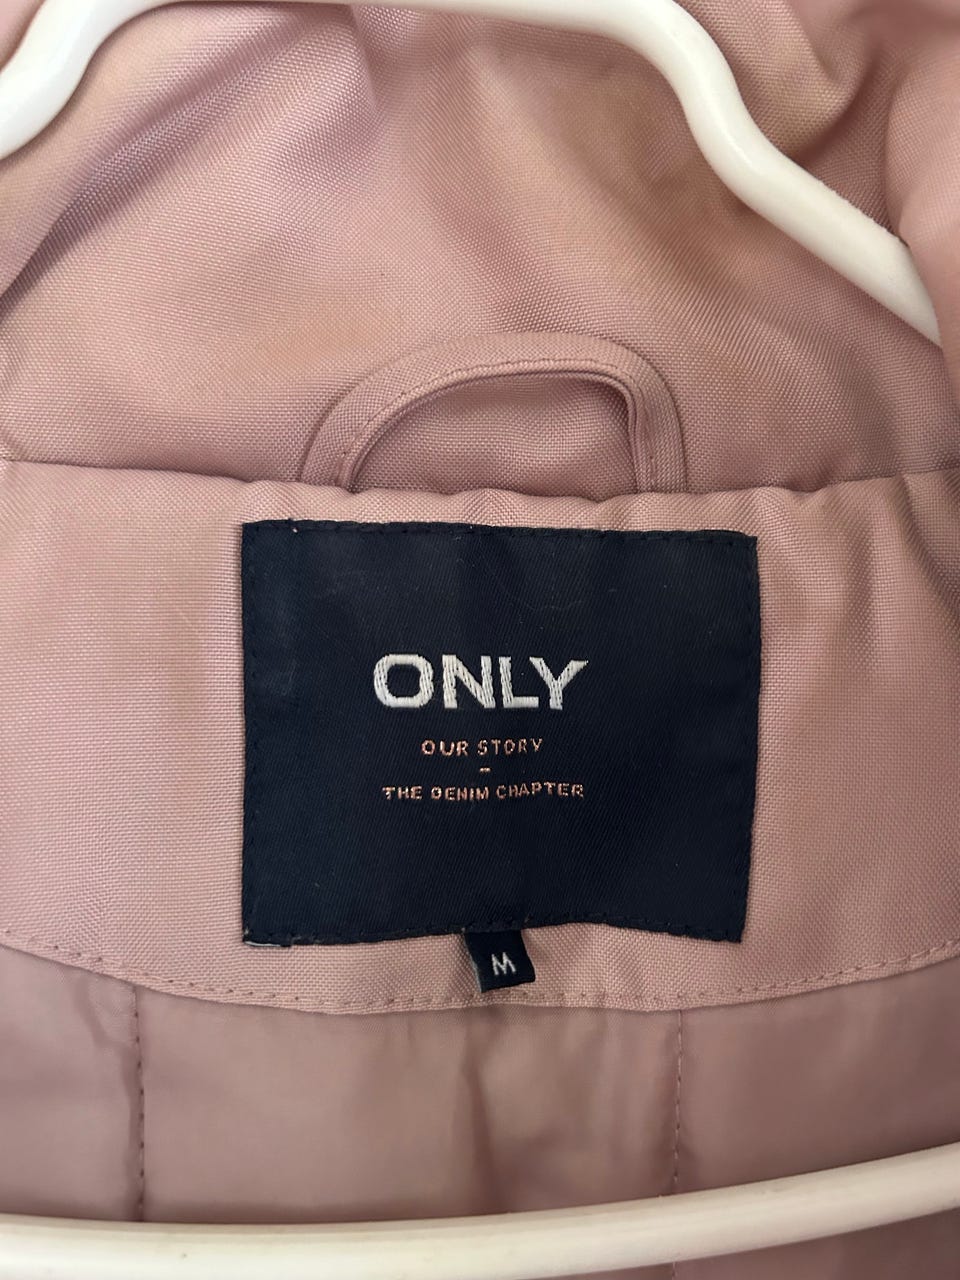 ONLY
OUR STORY
-
THE DENIM CHAPTER
M